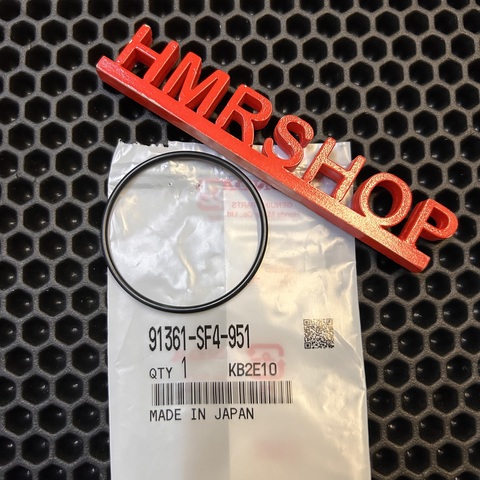 HMRSHOP
91361-SF4-951
QTY 1 KB2E10
MADE IN JAPAN